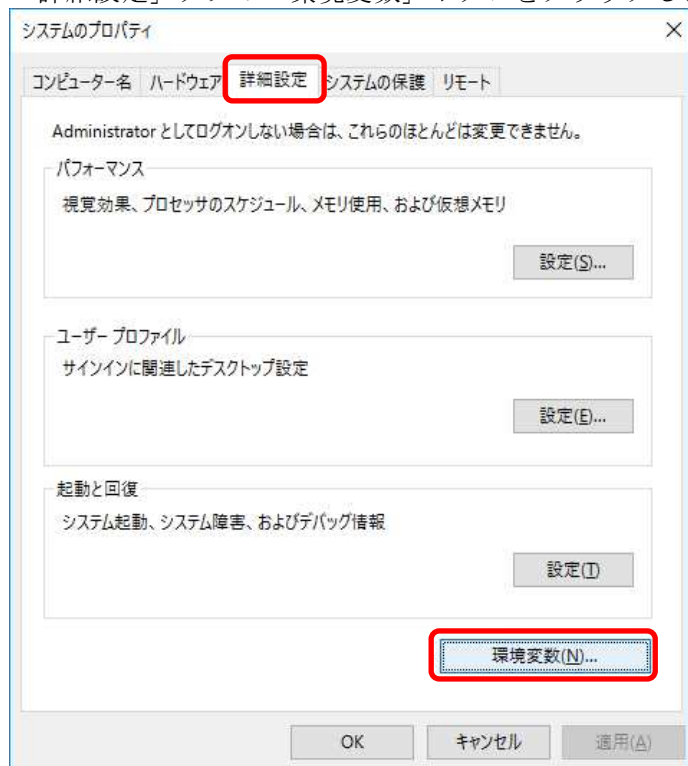 システムのプロパティ
コンピューター名 ハードウェア 詳細設定 システムの保護 リモート
Administrator としてログオンしない場合は、これらのほとんどは変更できません。
パフォーマンス
視覚効果、プロセッサのスケジュール、メモリ使用、および仮想メモリ
設定(S)...
ユーザー プロファイル
サインインに関連したデスクトップ設定
設定(E)...
起動と回復
システム起動、システム障害、およびデバッグ情報
設定(T)
環境変数(N)...
OK キャンセル 適用(A)